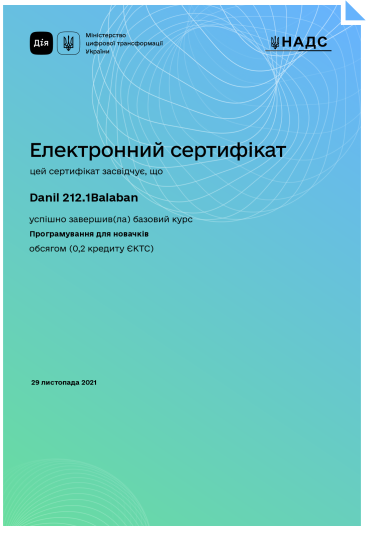 Дія
Міністерство
цифрової трансформації
України
НАДС
Електронний сертифікат
цей сертифікат засвідчує, що
Danil 212.1Balaban
успішно завершив(ла) базовий курс
Програмування для новачків
обсягом (0,2 кредиту ЄКТС)
29 листопада 2021